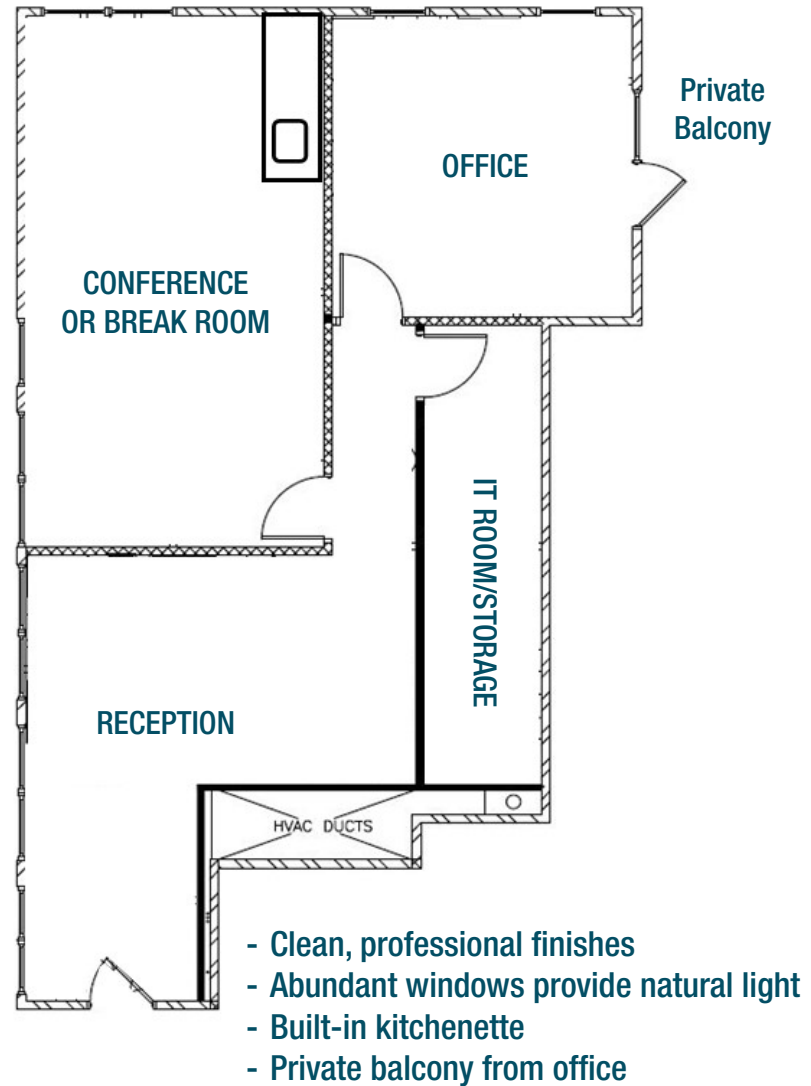 Private
Balcony
OFFICE
CONFERENCE
OR BREAK ROOM
IT ROOM/STORAGE
RECEPTION
HVAC DUCTS
- Clean, professional finishes
- Abundant windows provide natural light
- Built-in kitchenette
- Private balcony from office